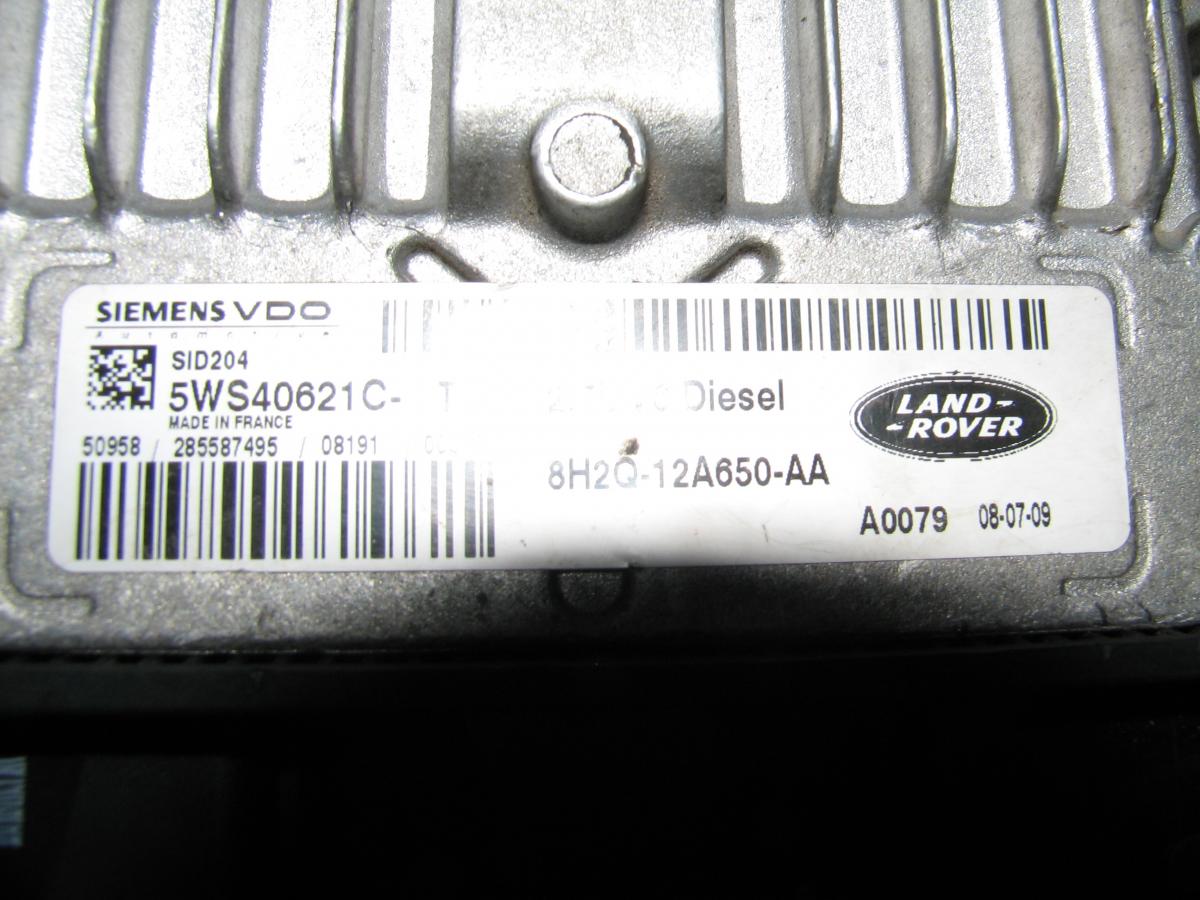 SIEMENS VDO
Automotive
SID204
5WS40621C- T Diesel
MADE IN FRANCE
LAND-
-ROVER
50958 / 285587495 / 08191
8H2Q-12A650-AA
A0079 08-07-09